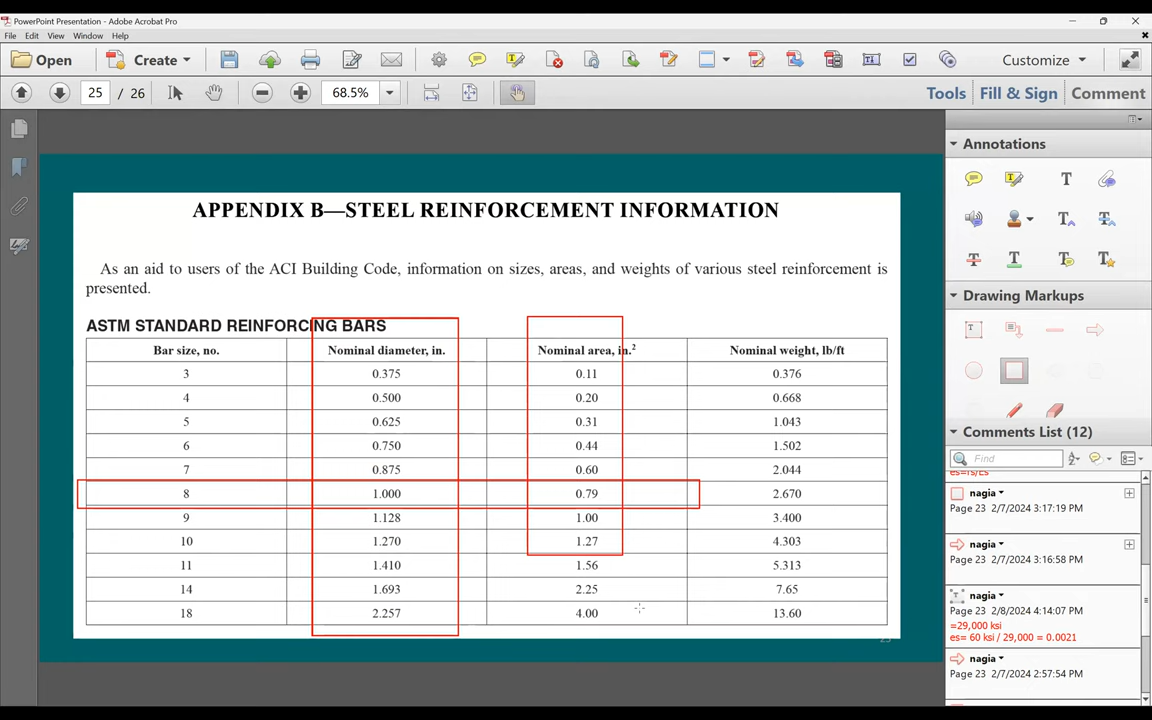 PowerPoint Presentation - Adobe Acrobat Pro
File Edit View Window Help
Open Create Customize
25 / 26 68.5% Tools Fill & Sign Comment
Annotations
Drawing Markups
Comments List (12)
Find
es=fs/Es
nagia
Page 23 2/7/2024 3:17:19 PM
nagia
Page 23 2/7/2024 3:16:58 PM
nagia
Page 23 2/8/2024 4:14:07 PM
=29,000 ksi
es= 60 ksi / 29,000 = 0.0021
nagia
Page 23 2/7/2024 2:57:54 PM
APPENDIX B—STEEL REINFORCEMENT INFORMATION
As an aid to users of the ACI Building Code, information on sizes, areas, and weights of various steel reinforcement is
presented.
ASTM STANDARD REINFORCING BARS
Bar size, no. Nominal diameter, in. Nominal area, in.² Nominal weight, lb/ft
3 0.375 0.11 0.376
4 0.500 0.20 0.668
5 0.625 0.31 1.043
6 0.750 0.44 1.502
7 0.875 0.60 2.044
8 1.000 0.79 2.670
9 1.128 1.00 3.400
10 1.270 1.27 4.303
11 1.410 1.56 5.313
14 1.693 2.25 7.65
18 2.257 4.00 13.60